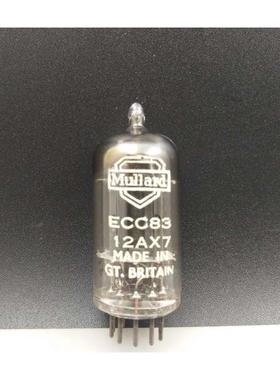 Mullard
ECC83
12AX7
MADE IN
GT. BRITAIN